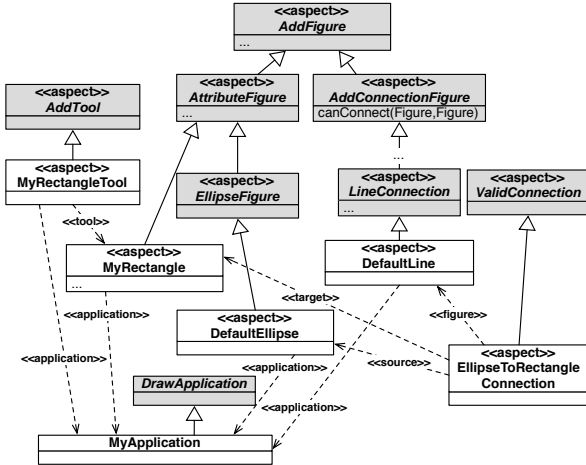 <<aspect>>
AddFigure
...
<<aspect>>
AddTool
<<aspect>>
AttributeFigure
...
<<aspect>>
AddConnectionFigure
canConnect(Figure,Figure)
...
<<aspect>>
MyRectangleTool
<<aspect>>
EllipseFigure
<<aspect>>
LineConnection
...
<<aspect>>
ValidConnection
<<tool>>
<<aspect>>
MyRectangle
...
<<aspect>>
DefaultLine
<<target>>
<<application>>
<<aspect>>
DefaultEllipse
<<figure>>
<<application>>
<<source>>
<<aspect>>
EllipseToRectangle
Connection
<<application>>
DrawApplication
<<application>>
MyApplication